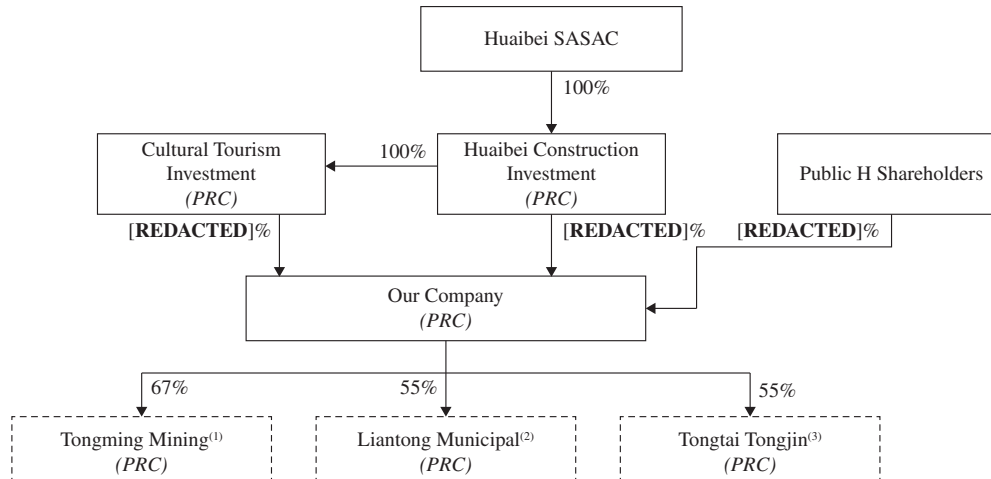 Huaibei SASAC
100%
Cultural Tourism
Investment
(PRC)
100%
Huaibei Construction
Investment
(PRC)
Public H Shareholders
[REDACTED]%
[REDACTED]%
[REDACTED]%
Our Company
(PRC)
67%
55%
55%
Tongming Mining(1)
(PRC)
Liantong Municipal(2)
(PRC)
Tongtai Tongjin(3)
(PRC)